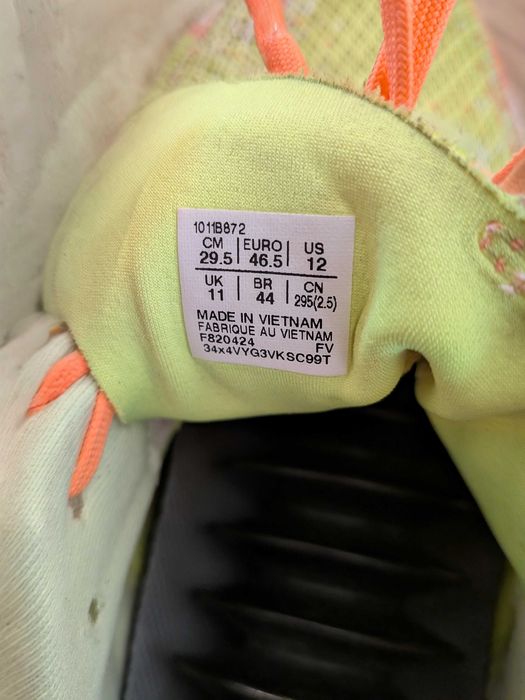 1011B872
CM EURO US
29.5 46.5 12
UK BR CN
11 44 295(2.5)
MADE IN VIETNAM
FABRIQUE AU VIETNAM
F820424 FV
34x4VYG3VKSC99T